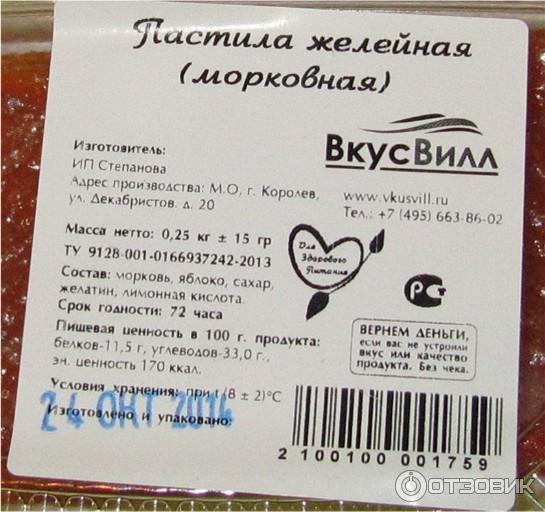 Пастила желейная
(морковная)
Изготовитель:
ИП Степанова
Адрес производства: М.О, г. Королев,
ул. Декабристов. д. 20
ВкусВилл
www.vkusvill.ru
Тел.: +7 (495) 663-86-02
Масса нетто: 0,25 кг ± 15 гр
ТУ 9128-001-0166937242-2013
Состав: морковь, яблоко, сахар,
желатин, лимонная кислота.
Срок годности: 72 часа
Для
Здорового
Питания
РСТ
Пищевая ценность в 100 г. продукта:
белков-11,5 г, углеводов-33,0 г.,
эн. ценность 170 ккал.
ВЕРНЕМ ДЕНЬГИ,
если вас не устроили
вкус или качество
продукта. Без чека.
Условия хранения: при t (8 ± 2)°С
Изготовлено и упаковано:
24 ОКТ 2014
2 100100 001759
ОТЗОВИК